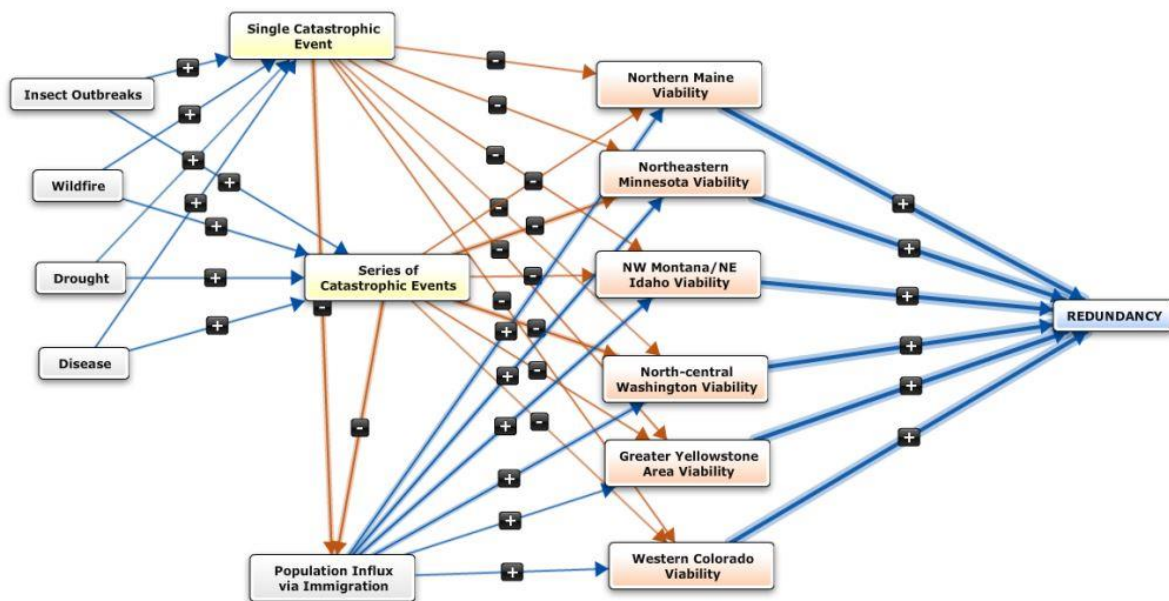 Single Catastrophic
Event
Insect Outbreaks
Wildfire
Drought
Disease
Series of
Catastrophic Events
Population Influx
via Immigration
Northern Maine
Viability
Northeastern
Minnesota Viability
NW Montana/NE
Idaho Viability
North-central
Washington Viability
Greater Yellowstone
Area Viability
Western Colorado
Viability
REDUNDANCY